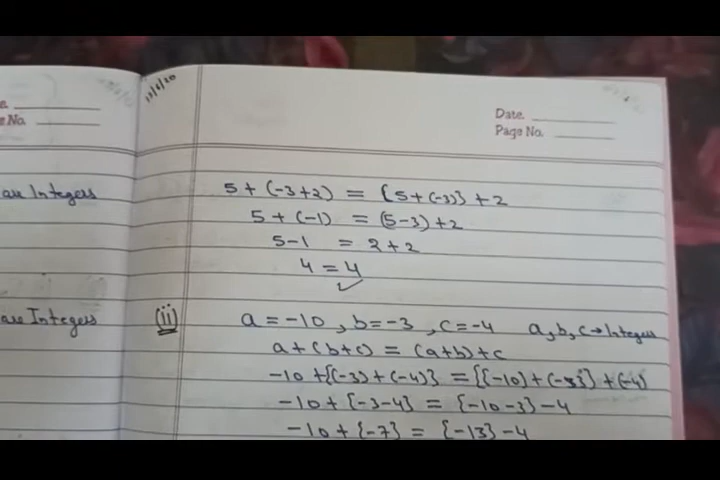 Date
Page No.
are Integers
5 + (-3+2) = {5+(-3)} + 2
5 + (-1) = (5-3) + 2
5-1 = 2+2
4 = 4 ✓
are Integers
(ii) a = -10 , b = -3 , c = -4 a, b, c → Integers
a + (b+c) = (a+b) + c
-10 + {(-3) + (-4)} = {(-10) + (-3)} + (-4)
-10 + {-3-4} = {-10-3} - 4
-10 + {-7} = {-13} - 4